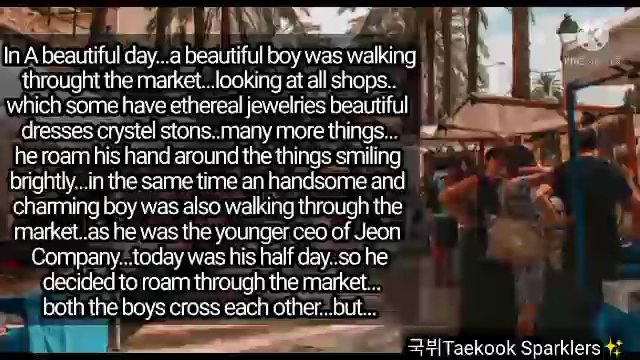 In A beautiful day...a beautiful boy was walking
throught the market...looking at all shops..
which some have ethereal jewelries beautiful
dresses crystel stons..many more things...
he roam his hand around the things smiling
brightly...in the same time an handsome and
charming boy was also walking through the
market..as he was the younger ceo of Jeon
Company...today was his half day..so he
decided to roam through the market...
both the boys cross each other...but...
국뷔Taekook Sparklers✨